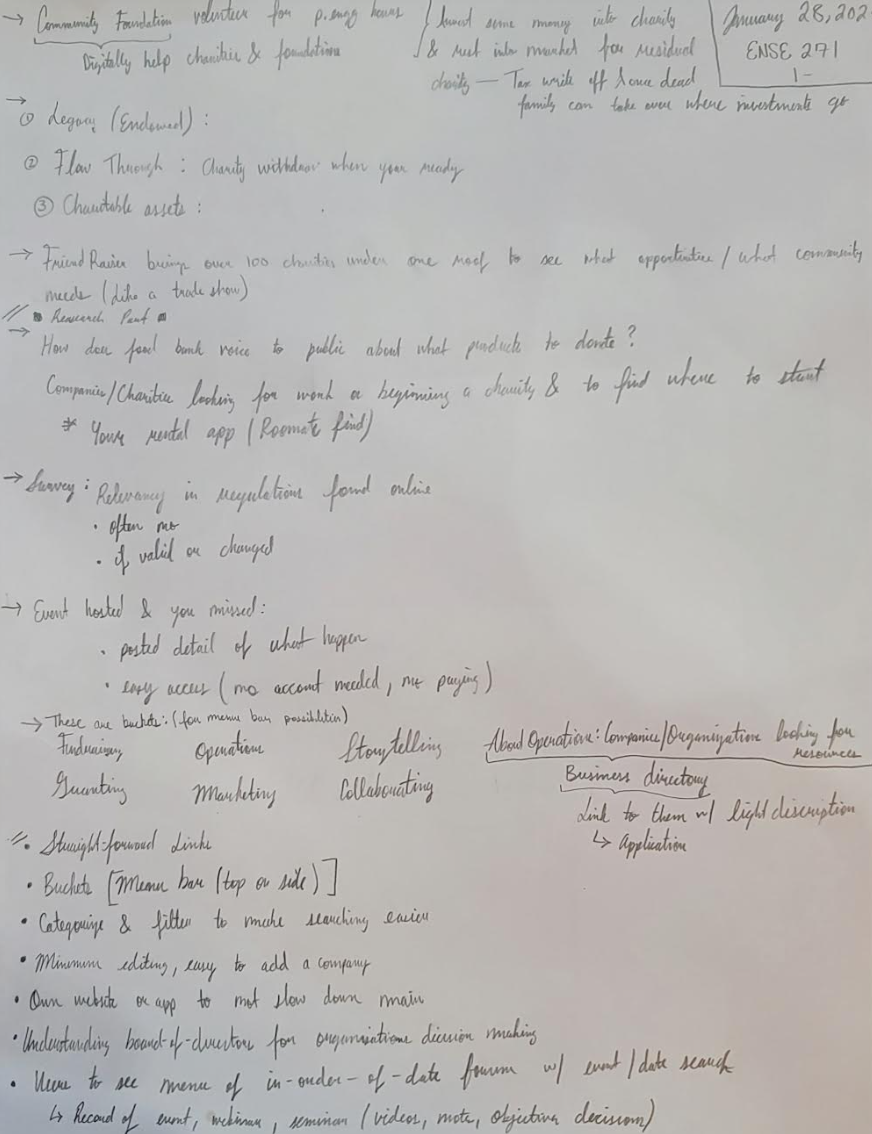 → Community Foundation volunteer for p.engg hours
Digitally help charities & foundations
Invest some money into charity
& rest into market for residual
charity — Tax write off & once dead
family can take over where investments go
January 28, 202
ENSE 271
1-
→
① Legacy (Endowed) :
② Flow Through : Charity withdraw when your ready
③ Charitable assets :
→ Friend Raiser brings over 100 charities under one roof to see what opportunities / what community
needs (Like a trade show)
// Research Part
→ How does food bank voice to public about what products to donate ?
Companies/Charities looking for work or beginning a charity & to find where to start
* Your rental app (Roomate find)
→ Survey : Relevancy in regulations found online
• often no
• if valid or changed
→ Event hosted & you missed :
• posted detail of what happen
• easy access (no account needed, no paying)
→ These are buckets : (for menu bar possibilities)
Fundraising Operations Storytelling
Granting Marketing Collaborating
About Operations : Companies/Organizations looking for
resources
Business directory
Link to them w/ light discription
↳ Application
// • Straight-forward Links
• Buckets [Menu bar (top or side)]
• Categorize & filter to make searching easier
• Minimum editing, easy to add a company
• Own website or app to not slow down main
• Understanding board-of-directors for organisations decision making
• Users to see menu of in-order-of-date forum w/ event / date search
↳ Record of event, webinar, seminar (videos, note, objective decisions)